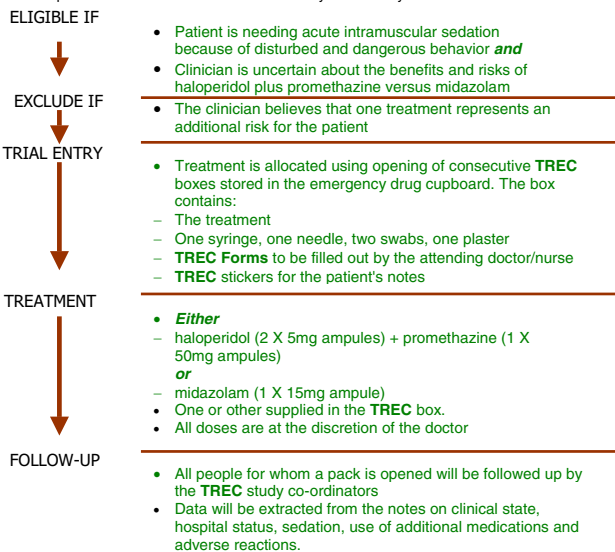 ELIGIBLE IF
• Patient is needing acute intramuscular sedation
because of disturbed and dangerous behavior and
• Clinician is uncertain about the benefits and risks of
haloperidol plus promethazine versus midazolam
EXCLUDE IF
• The clinician believes that one treatment represents an
additional risk for the patient
TRIAL ENTRY
• Treatment is allocated using opening of consecutive TREC
boxes stored in the emergency drug cupboard. The box
contains:
– The treatment
– One syringe, one needle, two swabs, one plaster
– TREC Forms to be filled out by the attending doctor/nurse
– TREC stickers for the patient's notes
TREATMENT
• Either
– haloperidol (2 X 5mg ampules) + promethazine (1 X
50mg ampules)
or
– midazolam (1 X 15mg ampule)
• One or other supplied in the TREC box.
• All doses are at the discretion of the doctor
FOLLOW-UP
• All people for whom a pack is opened will be followed up by
the TREC study co-ordinators
• Data will be extracted from the notes on clinical state,
hospital status, sedation, use of additional medications and
adverse reactions.